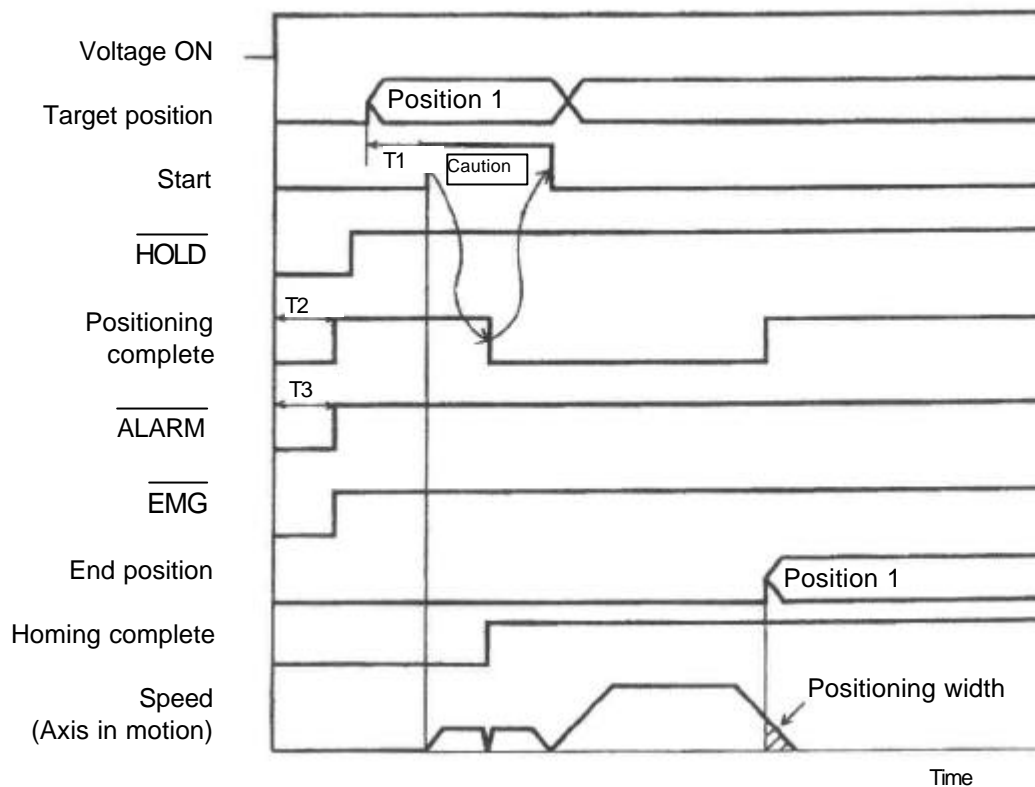 Voltage ON
Target position
Position 1
T1
Caution
Start
HOLD
T2
Positioning
complete
T3
ALARM
EMG
End position
Position 1
Homing complete
Speed
(Axis in motion)
Positioning width
Time